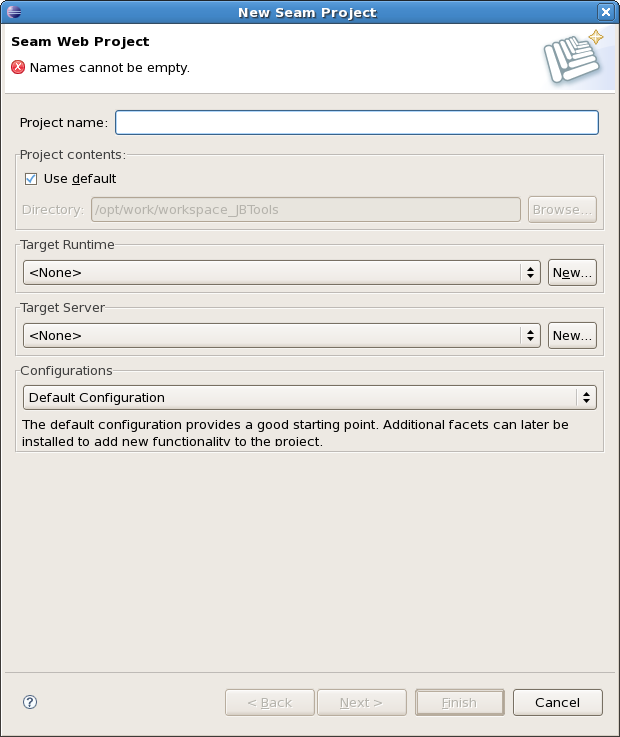 New Seam Project
Seam Web Project
Names cannot be empty.
Project name:
Project contents:
Use default
Directory: /opt/work/workspace_JBTools Browse...
Target Runtime
<None> New...
Target Server
<None> New...
Configurations
Default Configuration
The default configuration provides a good starting point. Additional facets can later be
installed to add new functionality to the project.
< Back Next > Finish Cancel